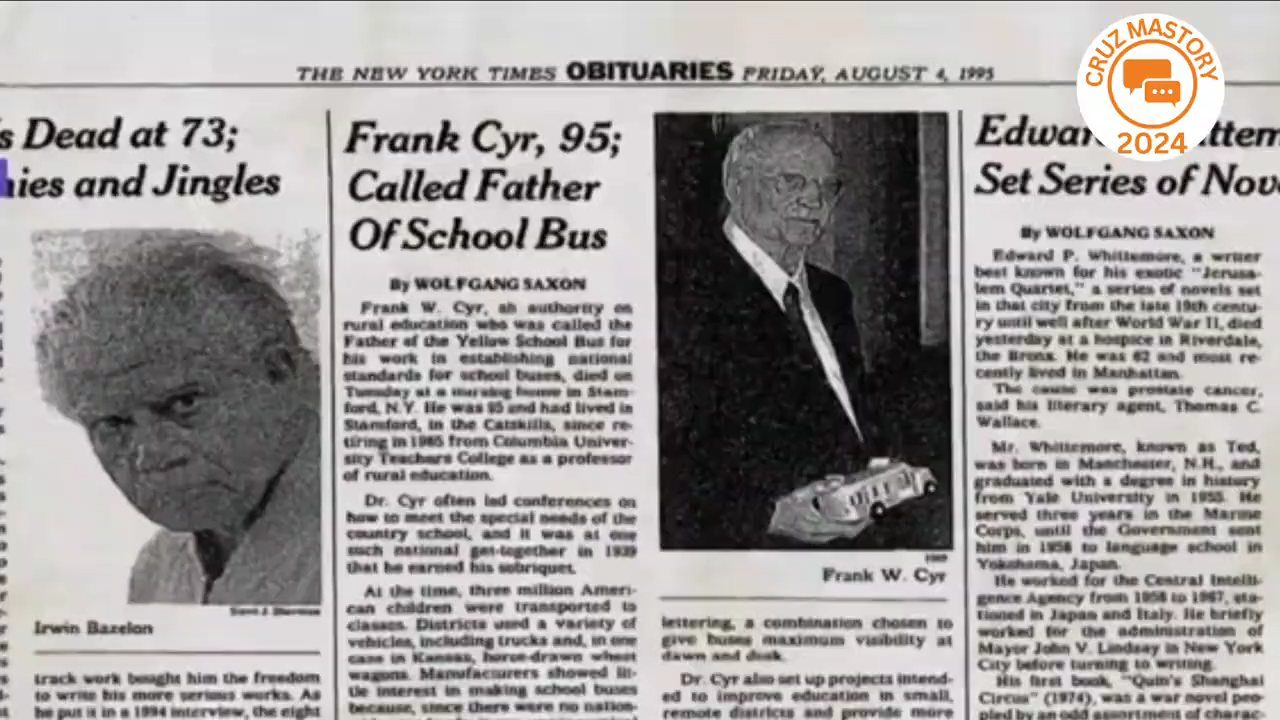 THE NEW YORK TIMES OBITUARIES FRIDAY, AUGUST 4, 1995
CRUZ MASTORY
2024
s Dead at 73;
ies and Jingles
Irwin Bazelon
track work bought him the freedom
to write his more serious works. As
he put it in a 1994 interview, the eight
Frank Cyr, 95;
Called Father
Of School Bus
By WOLFGANG SAXON
Frank W. Cyr, an authority on
rural education who was called the
Father of the Yellow School Bus for
his work in establishing national
standards for school buses, died on
Tuesday at a nursing home in Stam-
ford, N.Y. He was 95 and had lived in
Stamford, in the Catskills, since re-
tiring in 1965 from Columbia Univer-
sity Teachers College as a professor
of rural education.
Dr. Cyr often led conferences on
how to meet the special needs of the
country school, and it was at one
such national get-together in 1939
that he earned his sobriquet.
At the time, three million Ameri-
can children were transported to
classes. Districts used a variety of
vehicles, including trucks and, in one
case in Kansas, horse-drawn wheat
wagons. Manufacturers showed lit-
tle interest in making school buses
because, since there were no nation-
Frank W. Cyr
lettering, a combination chosen to
give buses maximum visibility at
dawn and dusk.
Dr. Cyr also set up projects intend-
ed to improve education in small,
remote districts and provide more
Edwar ttem
Set Series of Nov
By WOLFGANG SAXON
Edward P. Whittemore, a writer
best known for his exotic "Jerusa-
lem Quartet," a series of novels set
in that city from the late 19th centu-
ry until well after World War II, died
yesterday at a hospice in Riverdale,
the Bronx. He was 62 and most re-
cently lived in Manhattan.
The cause was prostate cancer,
said his literary agent, Thomas C.
Wallace.
Mr. Whittemore, known as Ted,
was born in Manchester, N.H., and
graduated with a degree in history
from Yale University in 1955. He
served three years in the Marine
Corps, until the Government sent
him in 1958 to language school in
Yokohama, Japan.
He worked for the Central Intelli-
gence Agency from 1958 to 1967, sta-
tioned in Japan and Italy. He briefly
worked for the administration of
Mayor John V. Lindsay in New York
City before turning to writing.
His first book, "Quin's Shanghai
Circus" (1974), was a war novel peo-
pled by an odd assortment of charac-